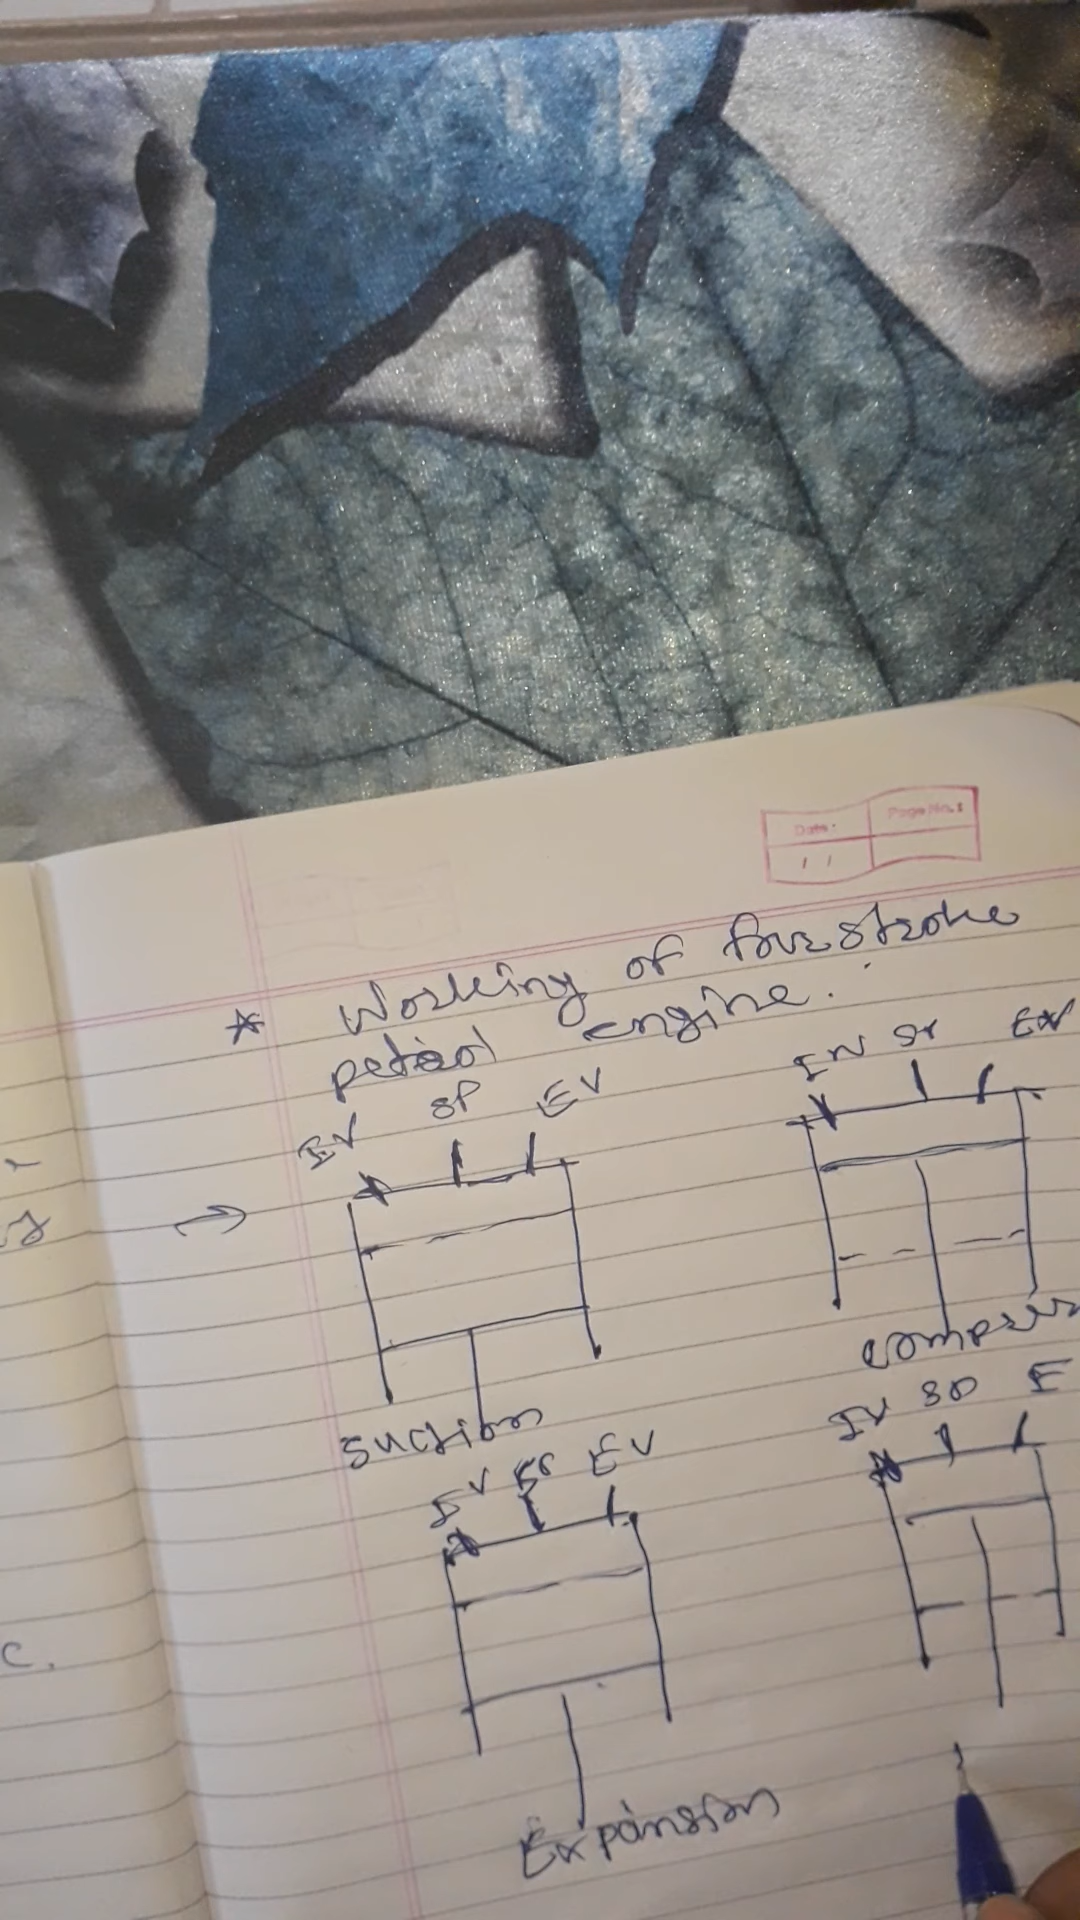 Date:
Page No.:
* Working of four stroke
petrol engine.
IV SP EV
IV SP EV
→
Suction
IV SP EV
IV SP E
Expansion
c.